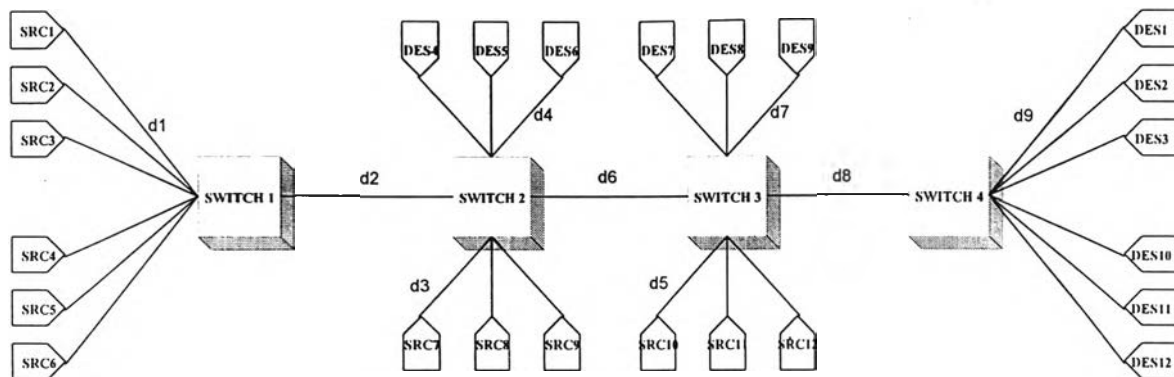 SRC1
SRC2
SRC3
SRC4
SRC5
SRC6
d1
SWITCH 1
d2
DES4 DES5 DES6
d4
SWITCH 2
d3
SRC7 SRC8 SRC9
d6
DES7 DES8 DES9
d7
SWITCH 3
d5
SRC10 SRC11 SRC12
d8
SWITCH 4
d9
DES1
DES2
DES3
DES10
DES11
DES12